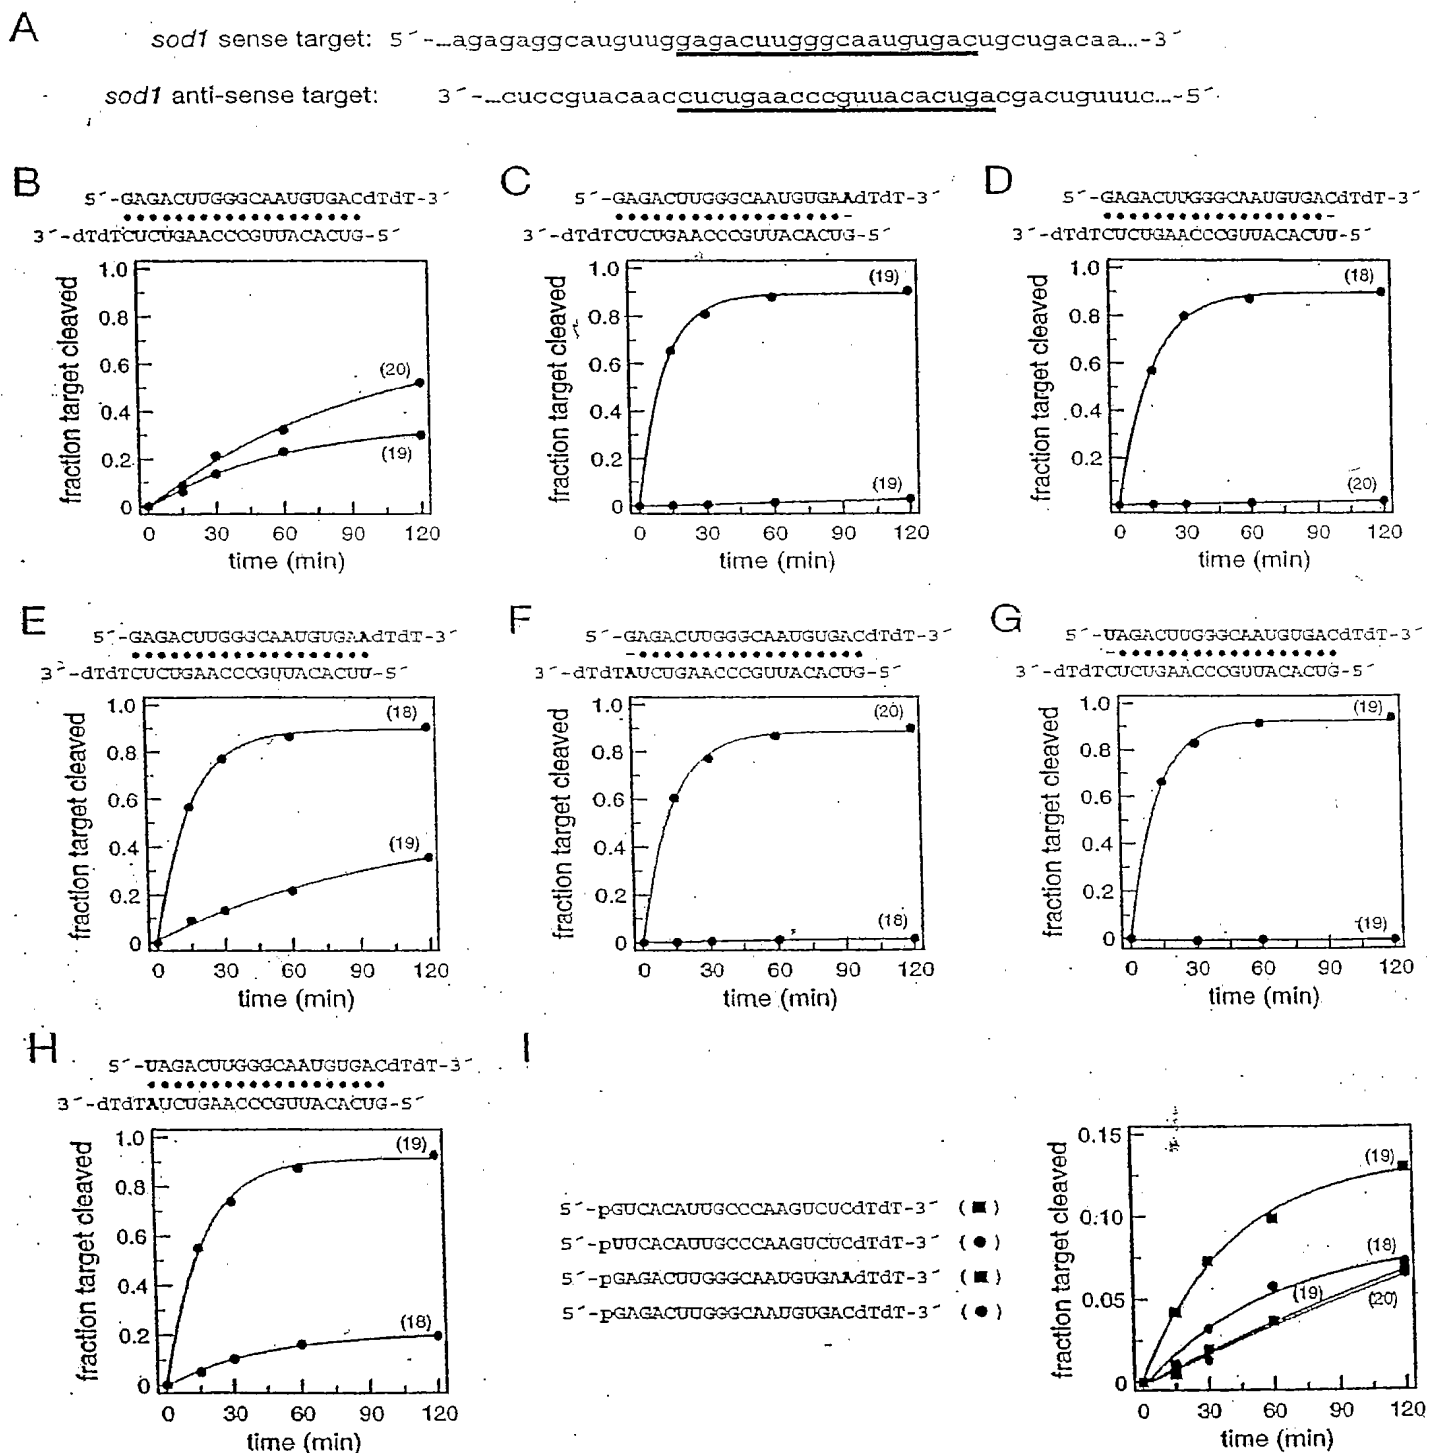 A
sod1 sense target: 5´-…agagaggcauguuggagacuugggcaaugugacugcugacaa…-3´
sod1 anti-sense target: 3´-…cuccguacaaccucugaacccguuacacugacgacuguuuc…-5´
B
5´-GAGACUUGGGCAAUGUGACdTdT-3´
3´-dTdTCUCUGAACCCGUUACACUG-5´
fraction target cleaved
1.0
0.8
0.6
0.4
0.2
0
(20)
(19)
0 30 60 90 120
time (min)
C
5´-GAGACUUGGGCAAUGUGAAdTdT-3´
3´-dTdTCUCUGAACCCGUUACACUG-5´
fraction target cleaved
1.0
0.8
0.6
0.4
0.2
0
(19)
(19)
0 30 60 90 120
time (min)
D
5´-GAGACUUGGGCAAUGUGACdTdT-3´
3´-dTdTCUCUGAACCCGUUACACUU-5´
fraction target cleaved
1.0
0.8
0.6
0.4
0.2
(18)
(20)
0 30 60 90 120
time (min)
E
5´-GAGACUUGGGCAAUGUGAAdTdT-3´
3´-dTdTCUCUGAACCCGUUACACUU-5´
fraction target cleaved
1.0
0.8
0.6
0.4
0.2
0
(18)
(19)
0 30 60 90 120
time (min)
F
5´-GAGACUUGGGCAAUGUGACdTdT-3´
3´-dTdTAUCUGAACCCGUUACACUG-5´
fraction target cleaved
1.0
0.8
0.6
0.4
0.2
0
(20)
(18)
0 30 60 90 120
time (min)
G
5´-UAGACUUGGGCAAUGUGACdTdT-3´
3´-dTdTCUCUGAACCCGUUACACUG-5´
fraction target cleaved
1.0
0.8
0.6
0.4
0.2
0
(19)
(19)
0 30 60 90 120
time (min)
H
5´-UAGACUUGGGCAAUGUGACdTdT-3´
3´-dTdTAUCUGAACCCGUUACACUG-5´
fraction target cleaved
1.0
0.8
0.6
0.4
0.2
0
(19)
(18)
0 30 60 90 120
time (min)
I
5´-pGUCACAUUGCCCAAGUCUCdTdT-3´ (■)
5´-pUUCACAUUGCCCAAGUCUCdTdT-3´ (●)
5´-pGAGACUUGGGCAAUGUGAAdTdT-3´ (■)
5´-pGAGACUUGGGCAAUGUGACdTdT-3´ (●)
fraction target cleaved
0.15
0.10
0.05
0
(19)
(18)
(19)
(20)
0 30 60 90 120
time (min)